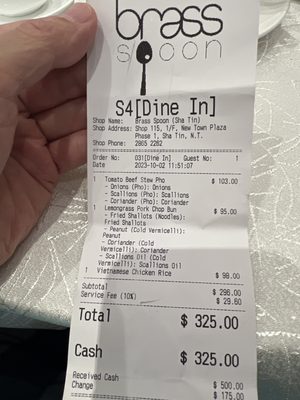 brass
spoon
S4[Dine In]
Shop Name: Brass Spoon (Sha Tin)
Shop Address: Shop 115, 1/F, New Town Plaza
Phase 1, Sha Tin, N.T.
Shop Phone: 2865 2282
Order No: 031[Dine In] Guest No: 1
Date 2023-10-02 11:51:07
1 Tomato Beef Stew Pho $ 103.00
- Onions (Pho): Onions
- Scallions (Pho): Scallions
- Coriander (Pho): Coriander
1 Lemongrass Pork Chop Bun $ 95.00
- Fried Shallots (Noodles):
Fried Shallots
- Peanut (Cold Vermicelli):
Peanut
- Coriander (Cold
Vermicelli): Coriander
- Scallions Oil (Cold
Vermicelli): Scallions Oil
1 Vietnamese Chicken Rice $ 98.00
Subtotal $ 296.00
Service Fee (10%) $ 29.60
Total $ 325.00
Cash $ 325.00
Received Cash $ 500.00
Change $ 175.00